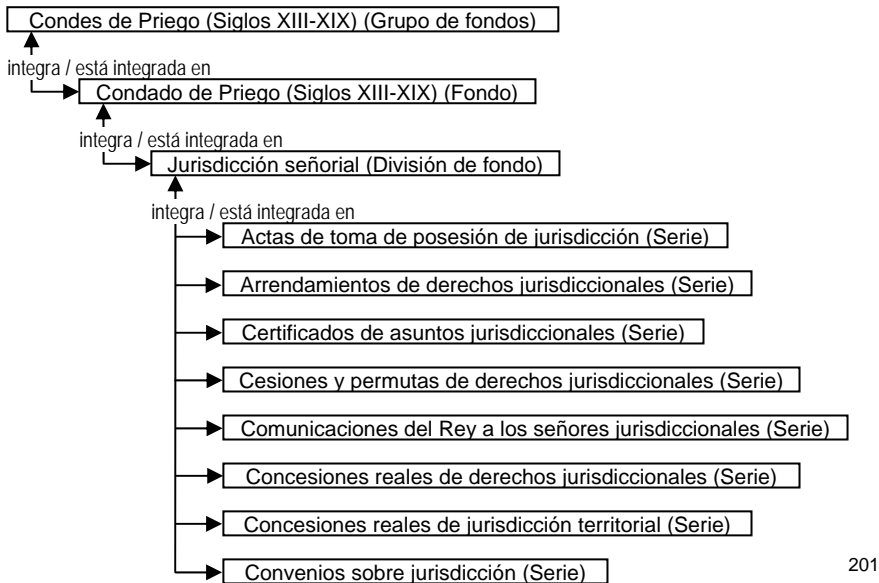 Condes de Priego (Siglos XIII-XIX) (Grupo de fondos)
integra / está integrada en
Condado de Priego (Siglos XIII-XIX) (Fondo)
integra / está integrada en
Jurisdicción señorial (División de fondo)
integra / está integrada en
Actas de toma de posesión de jurisdicción (Serie)
Arrendamientos de derechos jurisdiccionales (Serie)
Certificados de asuntos jurisdiccionales (Serie)
Cesiones y permutas de derechos jurisdiccionales (Serie)
Comunicaciones del Rey a los señores jurisdiccionales (Serie)
Concesiones reales de derechos jurisdiccionales (Serie)
Concesiones reales de jurisdicción territorial (Serie)
Convenios sobre jurisdicción (Serie)
201